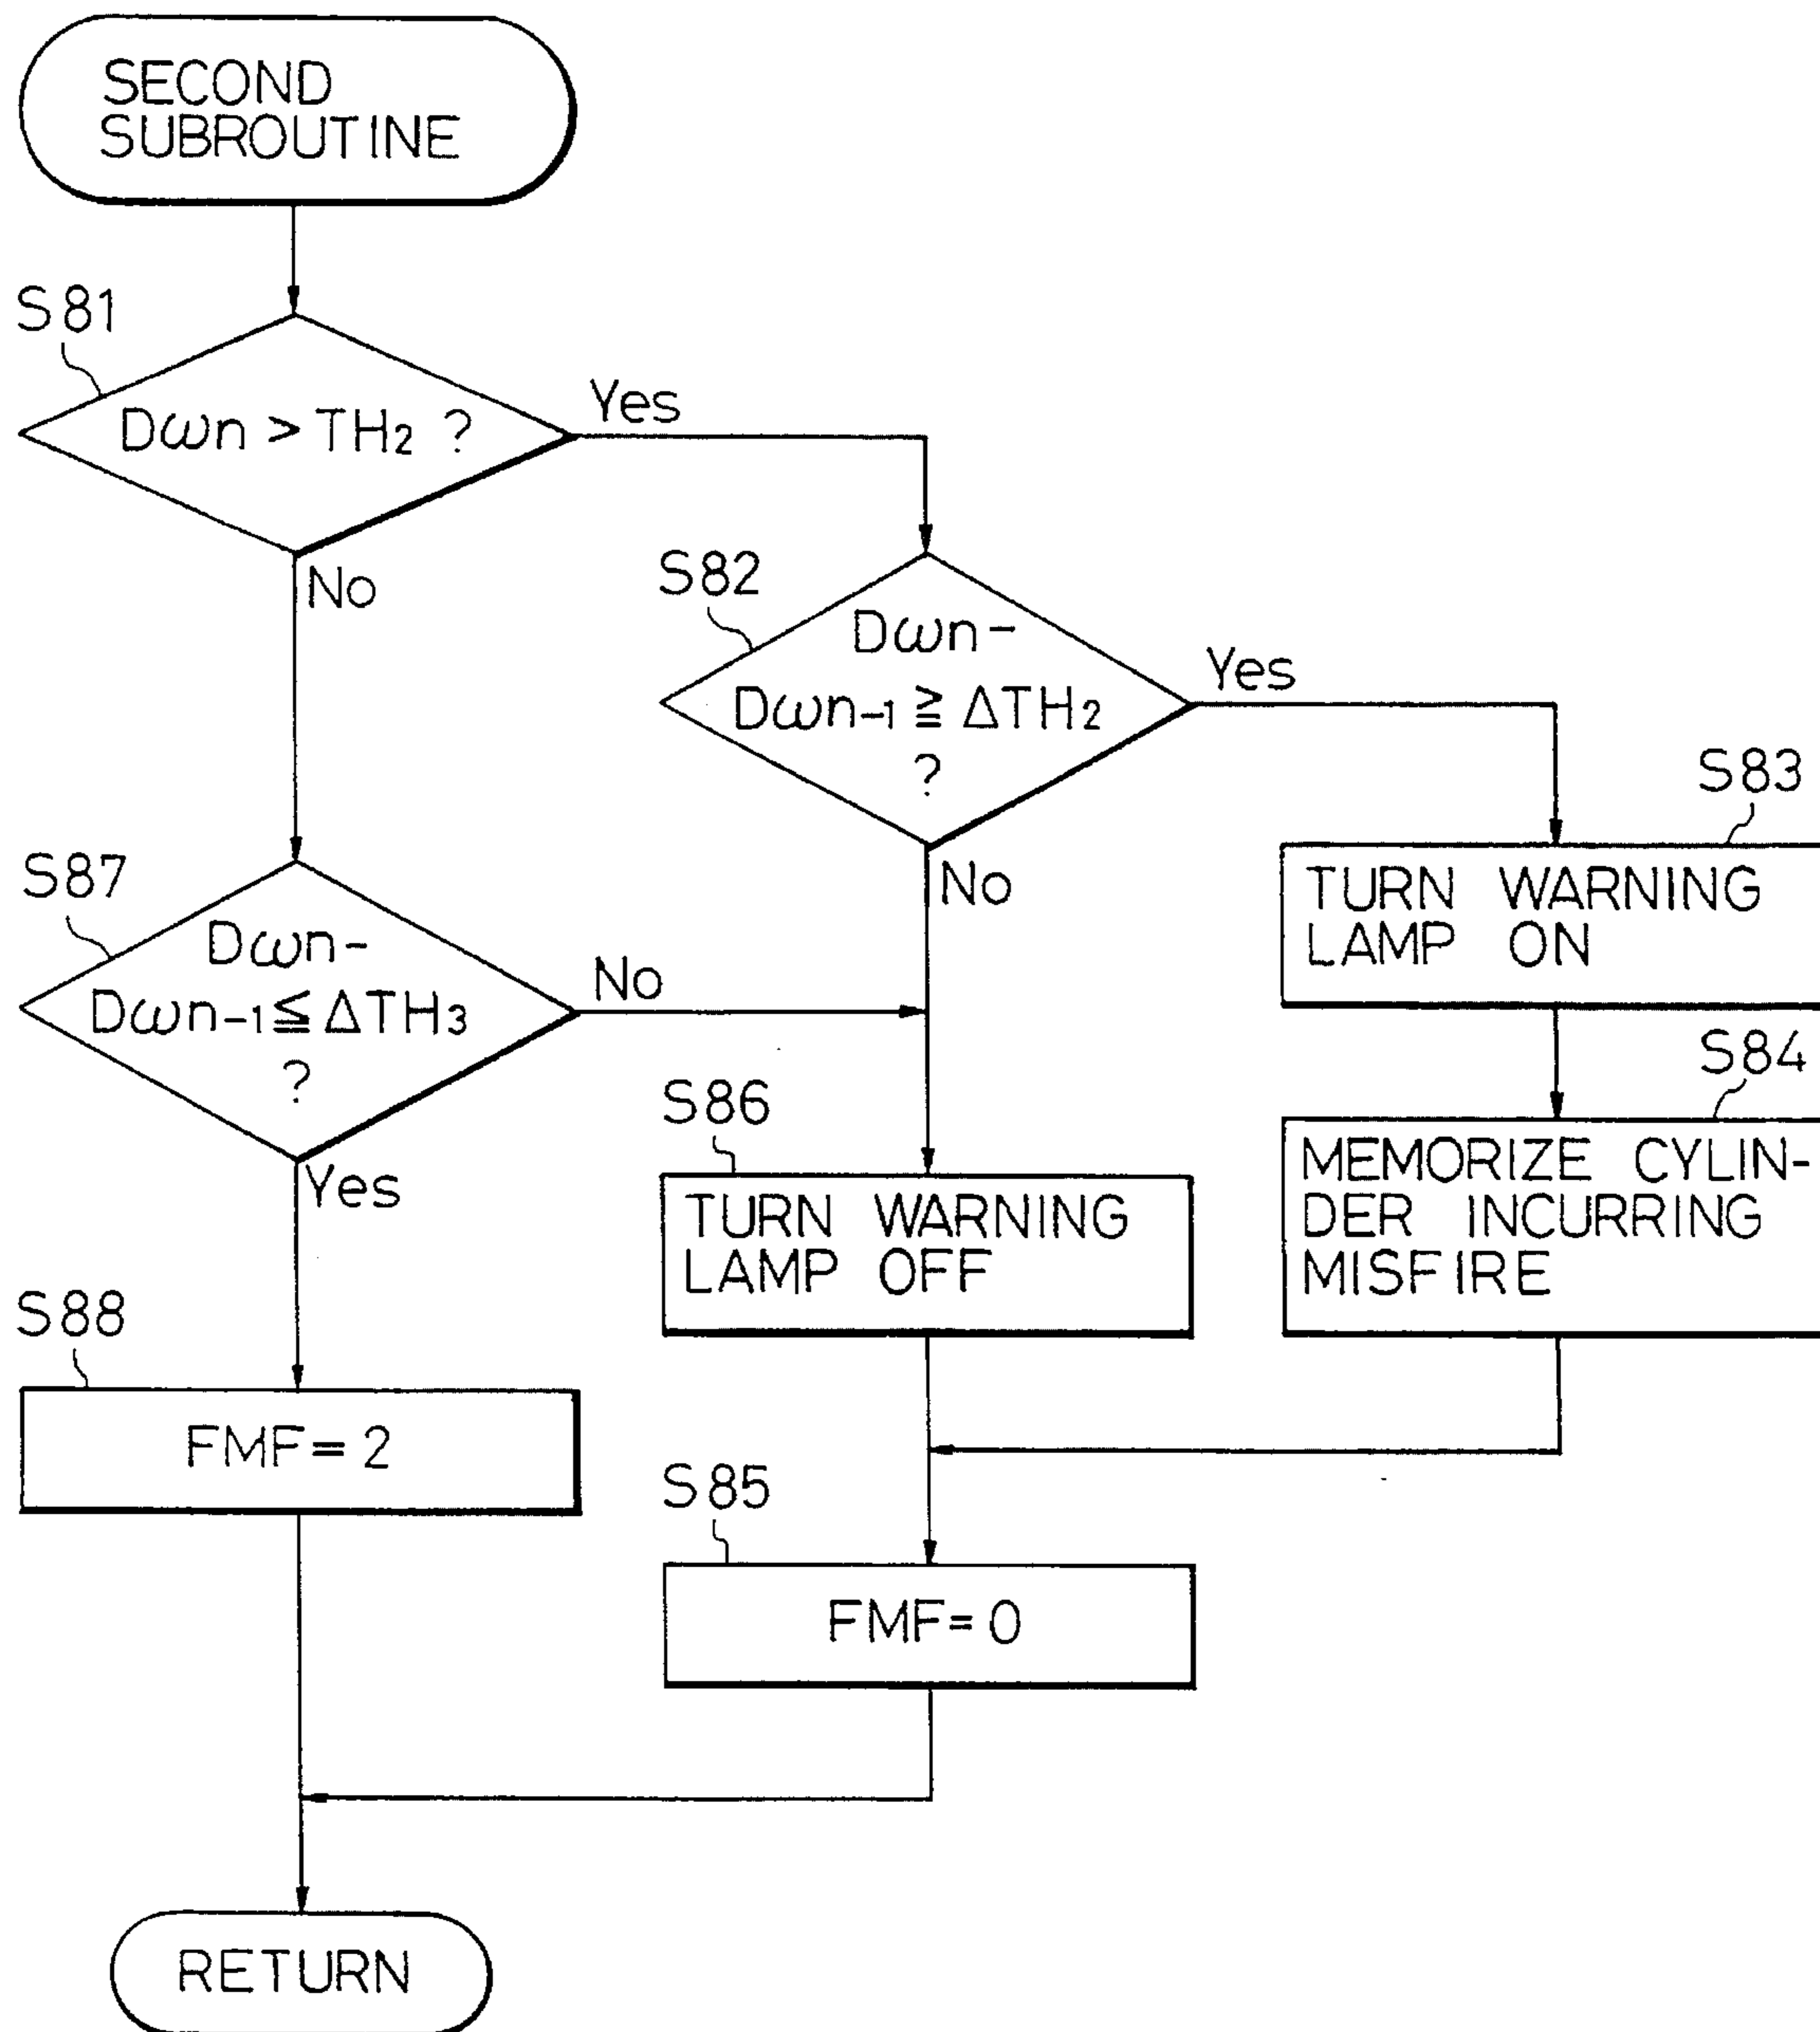 SECOND
SUBROUTINE
S81
Dωn > TH2 ?
Yes
No
S82
Dωn-
Dωn-1 ≧ ΔTH2
?
Yes
No
S83
TURN WARNING
LAMP ON
S87
Dωn-
Dωn-1 ≦ ΔTH3
?
No
Yes
S84
MEMORIZE CYLIN-
DER INCURRING
MISFIRE
S86
TURN WARNING
LAMP OFF
S88
FMF=2
S85
FMF=0
RETURN